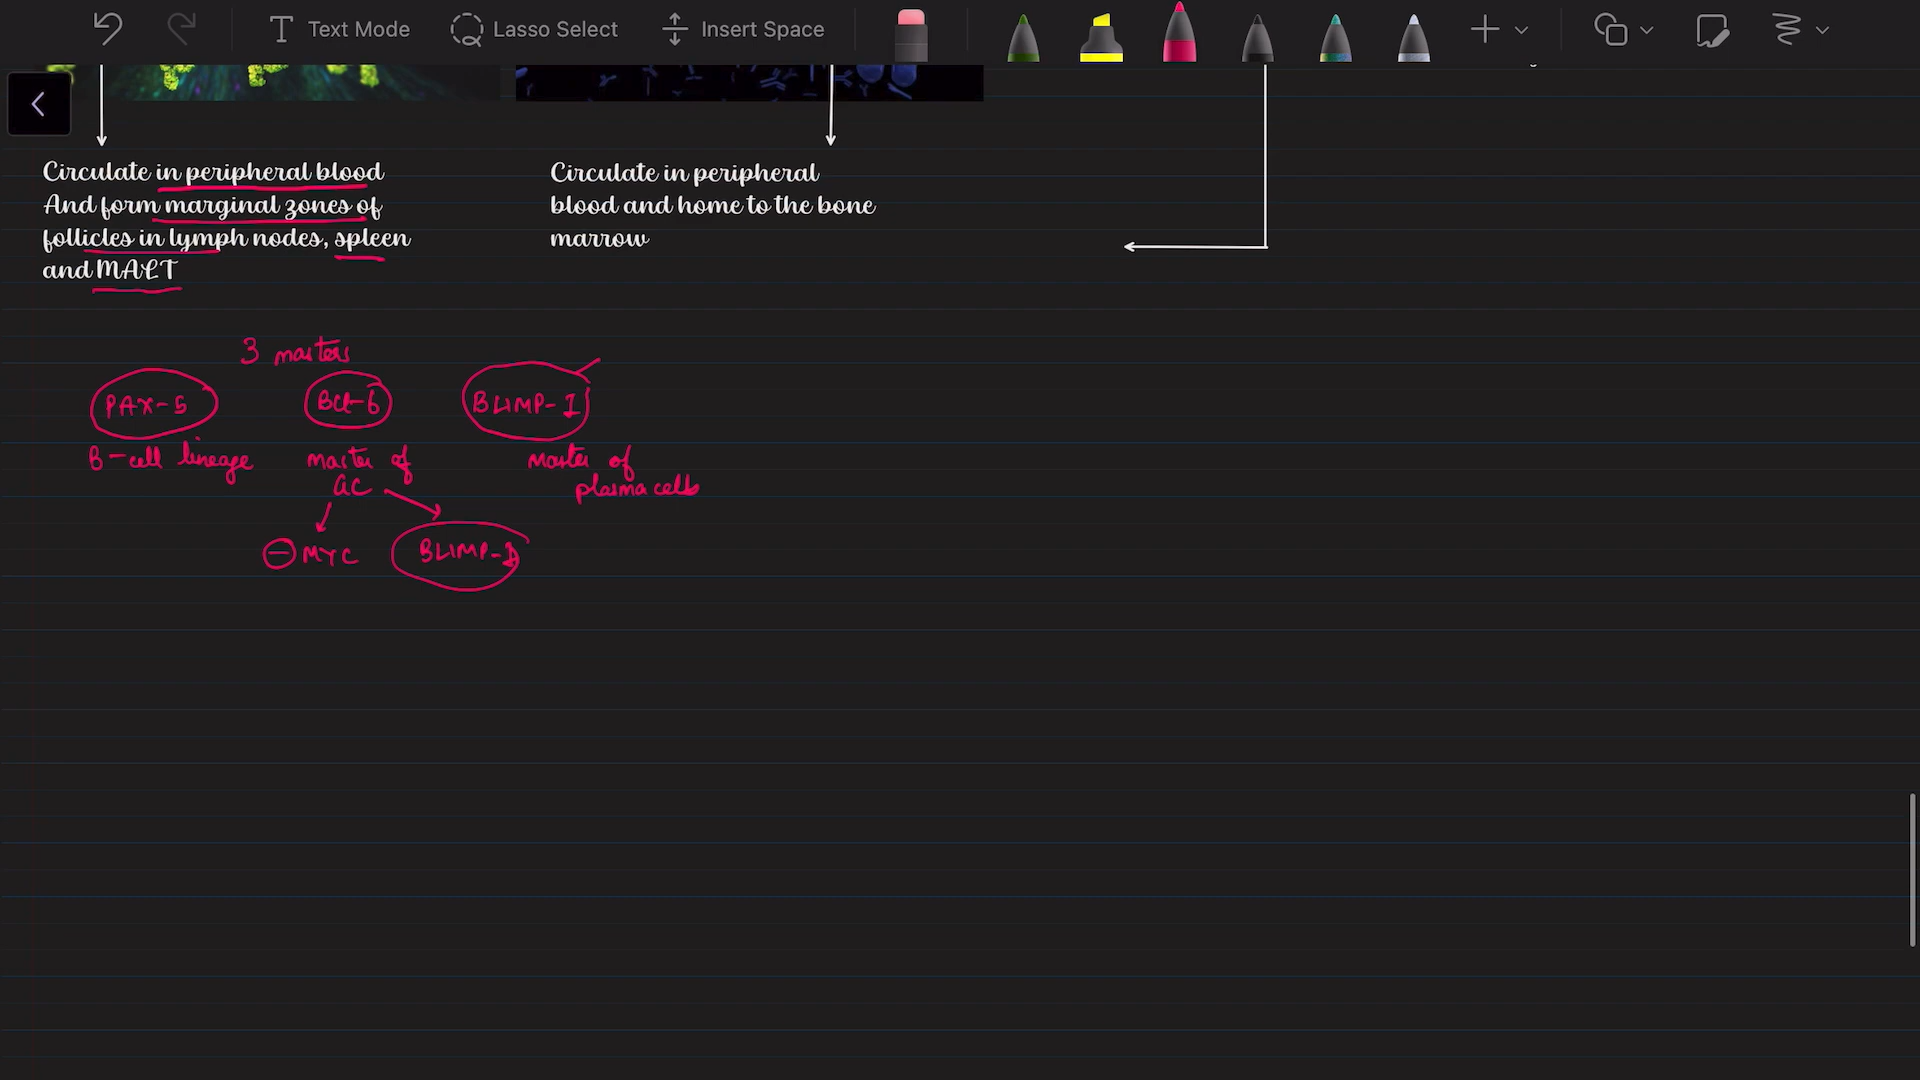 Text Mode Lasso Select Insert Space
Circulate in peripheral blood
And form marginal zones of
follicles in lymph nodes, spleen
and MALT
Circulate in peripheral
blood and home to the bone
marrow
3 masters
PAX-5 BCL-6 BLIMP-1
B-cell lineage
master of
GC
master of
plasma cells
- MYC BLIMP-1